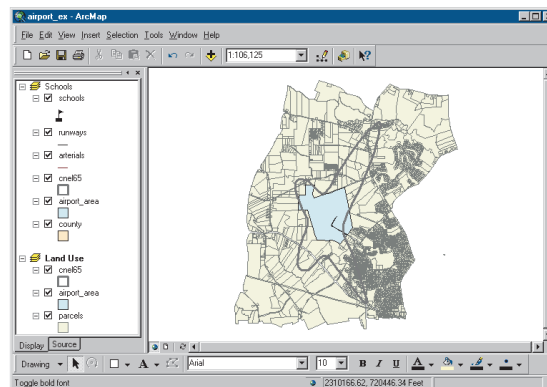 airport_ex - ArcMap
File Edit View Insert Selection Tools Window Help
1:106,125
Schools
schools
runways
arterials
cnel65
airport_area
county
Land Use
cnel65
airport_area
parcels
Display Source
Drawing A Arial 10 B I U A
Toggle bold font 2310166.62, 720446.34 Feet